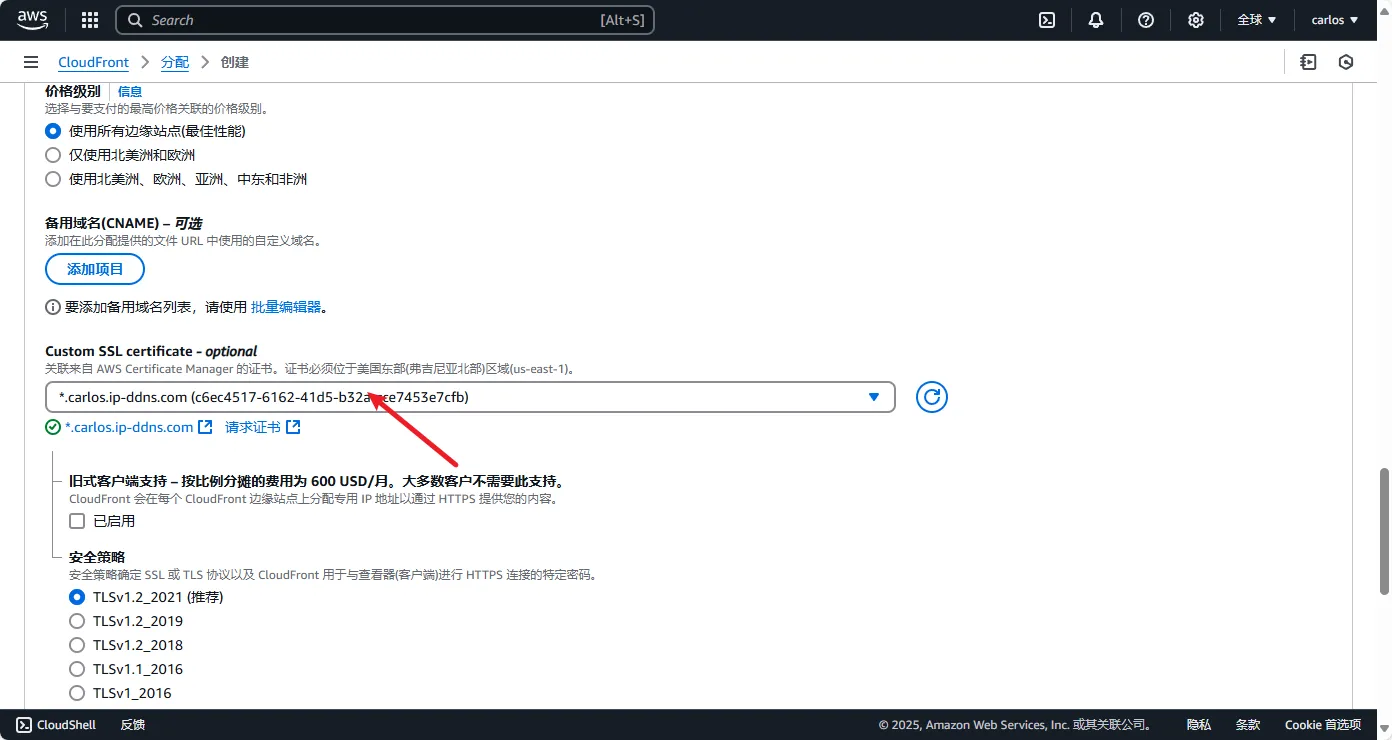 aws
Search [Alt+S] 全球 carlos
CloudFront 分配 创建
价格级别 信息
选择与要支付的最高价格关联的价格级别。
使用所有边缘站点(最佳性能)
仅使用北美洲和欧洲
使用北美洲、欧洲、亚洲、中东和非洲
备用域名(CNAME) – 可选
添加在此分配提供的文件 URL 中使用的自定义域名。
添加项目
要添加备用域名列表，请使用 批量编辑器。
Custom SSL certificate - optional
关联来自 AWS Certificate Manager 的证书。证书必须位于美国东部(弗吉尼亚北部)区域(us-east-1)。
*.carlos.ip-ddns.com
*.carlos.ip-ddns.com 请求证书
旧式客户端支持 – 按比例分摊的费用为 600 USD/月。大多数客户不需要此支持。
CloudFront 会在每个 CloudFront 边缘站点上分配专用 IP 地址以通过 HTTPS 提供您的内容。
已启用
安全策略
安全策略确定 SSL 或 TLS 协议以及 CloudFront 用于与查看器(客户端)进行 HTTPS 连接的特定密码。
TLSv1.2_2021 (推荐)
TLSv1.2_2019
TLSv1.2_2018
TLSv1.1_2016
TLSv1_2016
CloudShell 反馈 © 2025, Amazon Web Services, Inc. 或其关联公司。 隐私 条款 Cookie 首选项